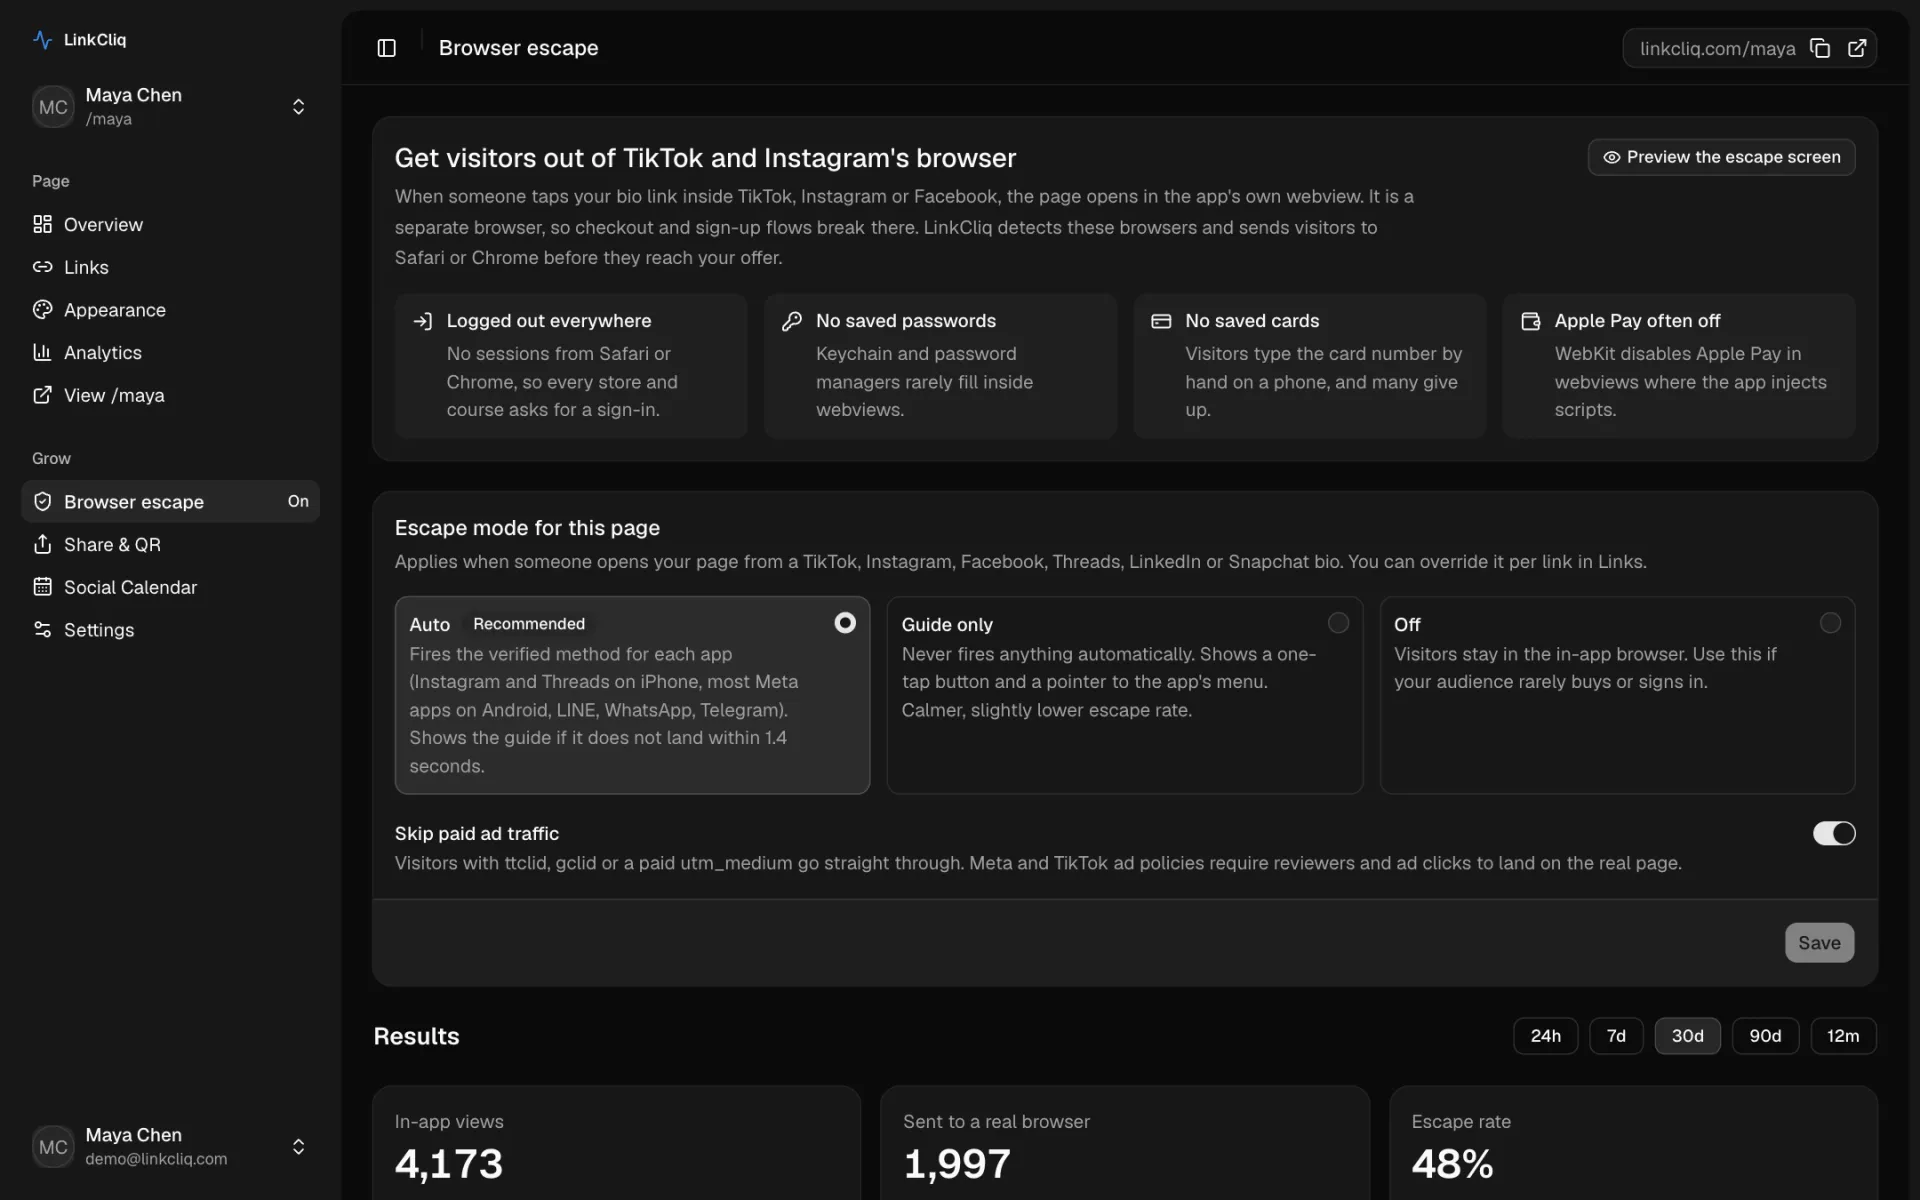 LinkCliq
MC
Maya Chen
/maya
Page
Overview
Links
Appearance
Analytics
View /maya
Grow
Browser escape
On
Share & QR
Social Calendar
Settings
MC
Maya Chen
demo@linkcliq.com
Browser escape
linkcliq.com/maya
Get visitors out of TikTok and Instagram's browser
Preview the escape screen
When someone taps your bio link inside TikTok, Instagram or Facebook, the page opens in the app's own webview. It is a
separate browser, so checkout and sign-up flows break there. LinkCliq detects these browsers and sends visitors to
Safari or Chrome before they reach your offer.
Logged out everywhere
No sessions from Safari or
Chrome, so every store and
course asks for a sign-in.
No saved passwords
Keychain and password
managers rarely fill inside
webviews.
No saved cards
Visitors type the card number by
hand on a phone, and many give
up.
Apple Pay often off
WebKit disables Apple Pay in
webviews where the app injects
scripts.
Escape mode for this page
Applies when someone opens your page from a TikTok, Instagram, Facebook, Threads, LinkedIn or Snapchat bio. You can override it per link in Links.
Auto Recommended
Fires the verified method for each app
(Instagram and Threads on iPhone, most Meta
apps on Android, LINE, WhatsApp, Telegram).
Shows the guide if it does not land within 1.4
seconds.
Guide only
Never fires anything automatically. Shows a one-
tap button and a pointer to the app's menu.
Calmer, slightly lower escape rate.
Off
Visitors stay in the in-app browser. Use this if
your audience rarely buys or signs in.
Skip paid ad traffic
Visitors with ttclid, gclid or a paid utm_medium go straight through. Meta and TikTok ad policies require reviewers and ad clicks to land on the real page.
Save
Results
24h
7d
30d
90d
12m
In-app views
4,173
Sent to a real browser
1,997
Escape rate
48%